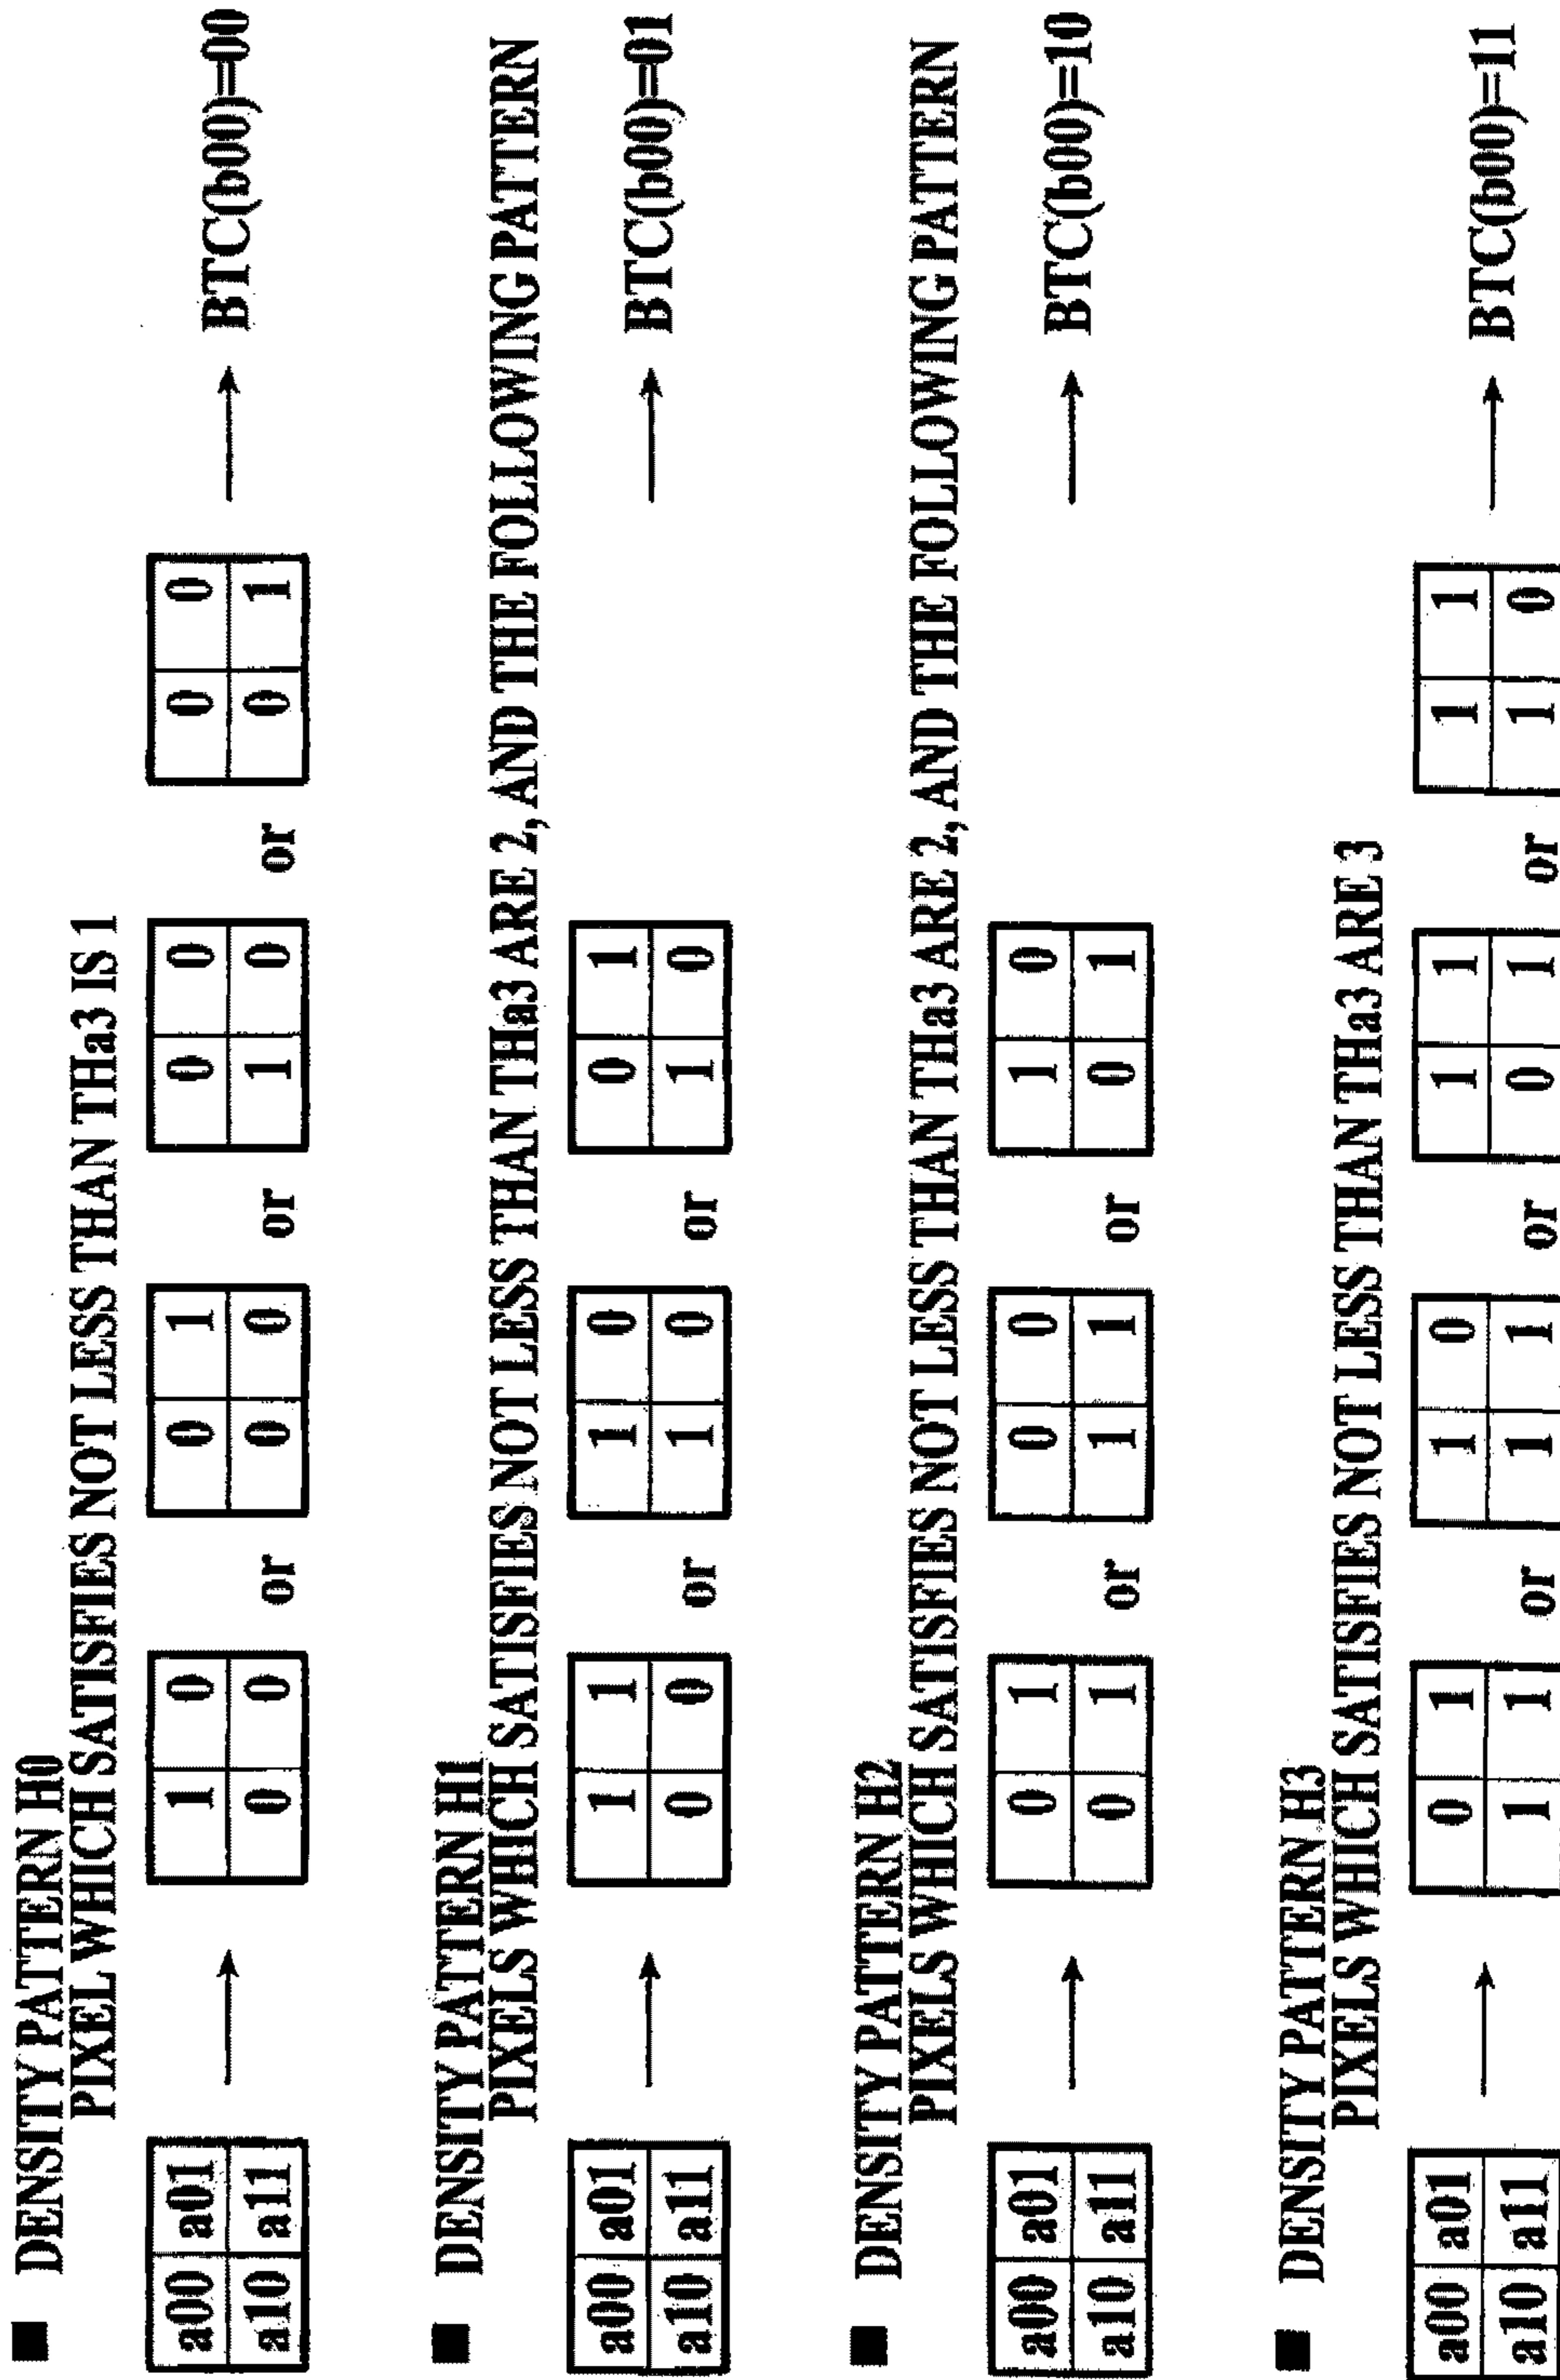 ■ DENSITY PATTERN H0
PIXEL WHICH SATISFIES NOT LESS THAN THa3 IS 1
a00 a01 1 0 0 1 0 0 0 0
a10 a11 0 0 or 0 0 or 1 0 or 0 1 BTC(b00)=00
■ DENSITY PATTERN H1
PIXELS WHICH SATISFIES NOT LESS THAN THa3 ARE 2, AND THE FOLLOWING PATTERN
a00 a01 1 1 1 0 0 1
a10 a11 0 0 or 1 0 or 1 0 BTC(b00)=01
■ DENSITY PATTERN H2
PIXELS WHICH SATISFIES NOT LESS THAN THa3 ARE 2, AND THE FOLLOWING PATTERN
a00 a01 0 1 0 0 1 0
a10 a11 0 1 or 1 1 or 0 1 BTC(b00)=10
■ DENSITY PATTERN H3
PIXELS WHICH SATISFIES NOT LESS THAN THa3 ARE 3
a00 a01 0 1 1 0 1 1 1 1
a10 a11 1 1 or 1 1 or 0 1 or 1 0 BTC(b00)=11